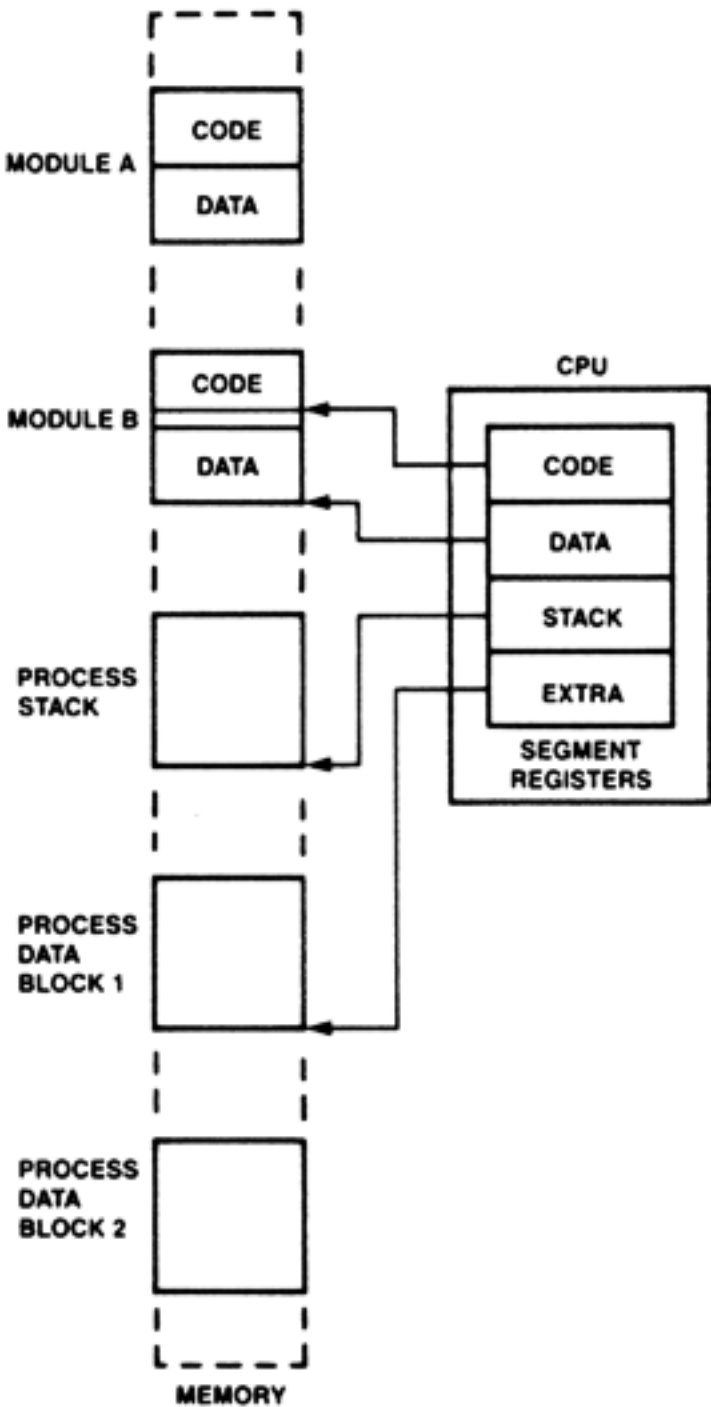 CODE
MODULE A
DATA
CODE
MODULE B
DATA
PROCESS
STACK
PROCESS
DATA
BLOCK 1
PROCESS
DATA
BLOCK 2
MEMORY
CPU
CODE
DATA
STACK
EXTRA
SEGMENT
REGISTERS